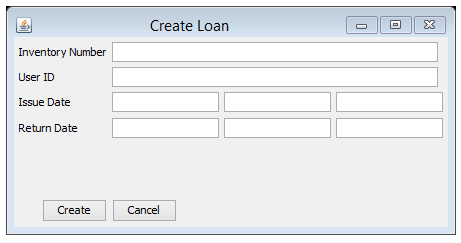 Create Loan
Inventory Number
User ID
Issue Date
Return Date
Create Cancel